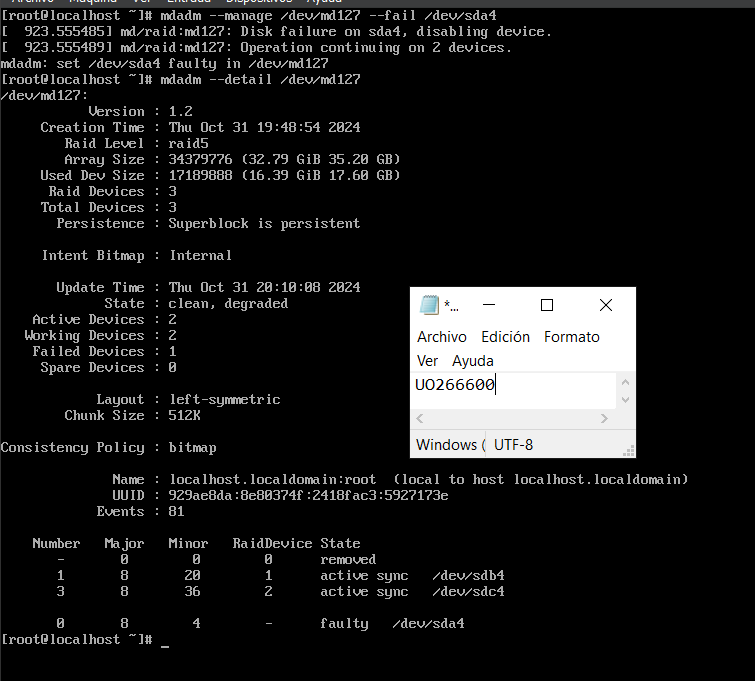 Archivo Máquina Ver Entrada Dispositivos Ayuda
[root@localhost ~]# mdadm --manage /dev/md127 --fail /dev/sda4
[  923.555485] md/raid:md127: Disk failure on sda4, disabling device.
[  923.555489] md/raid:md127: Operation continuing on 2 devices.
mdadm: set /dev/sda4 faulty in /dev/md127
[root@localhost ~]# mdadm --detail /dev/md127
/dev/md127:
Version : 1.2
Creation Time : Thu Oct 31 19:48:54 2024
Raid Level : raid5
Array Size : 34379776 (32.79 GiB 35.20 GB)
Used Dev Size : 17189888 (16.39 GiB 17.60 GB)
Raid Devices : 3
Total Devices : 3
Persistence : Superblock is persistent
Intent Bitmap : Internal
Update Time : Thu Oct 31 20:10:08 2024
State : clean, degraded
Active Devices : 2
Working Devices : 2
Failed Devices : 1
Spare Devices : 0
Layout : left-symmetric
Chunk Size : 512K
Consistency Policy : bitmap
Name : localhost.localdomain:root  (local to host localhost.localdomain)
UUID : 929ae8da:8e80374f:2418fac3:5927173e
Events : 81
Number Major Minor RaidDevice State
- 0 0 0 removed
1 8 20 1 active sync /dev/sdb4
3 8 36 2 active sync /dev/sdc4
0 8 4 - faulty /dev/sda4
[root@localhost ~]# _
*...
Archivo Edición Formato
Ver Ayuda
UO266600
Windows ( UTF-8